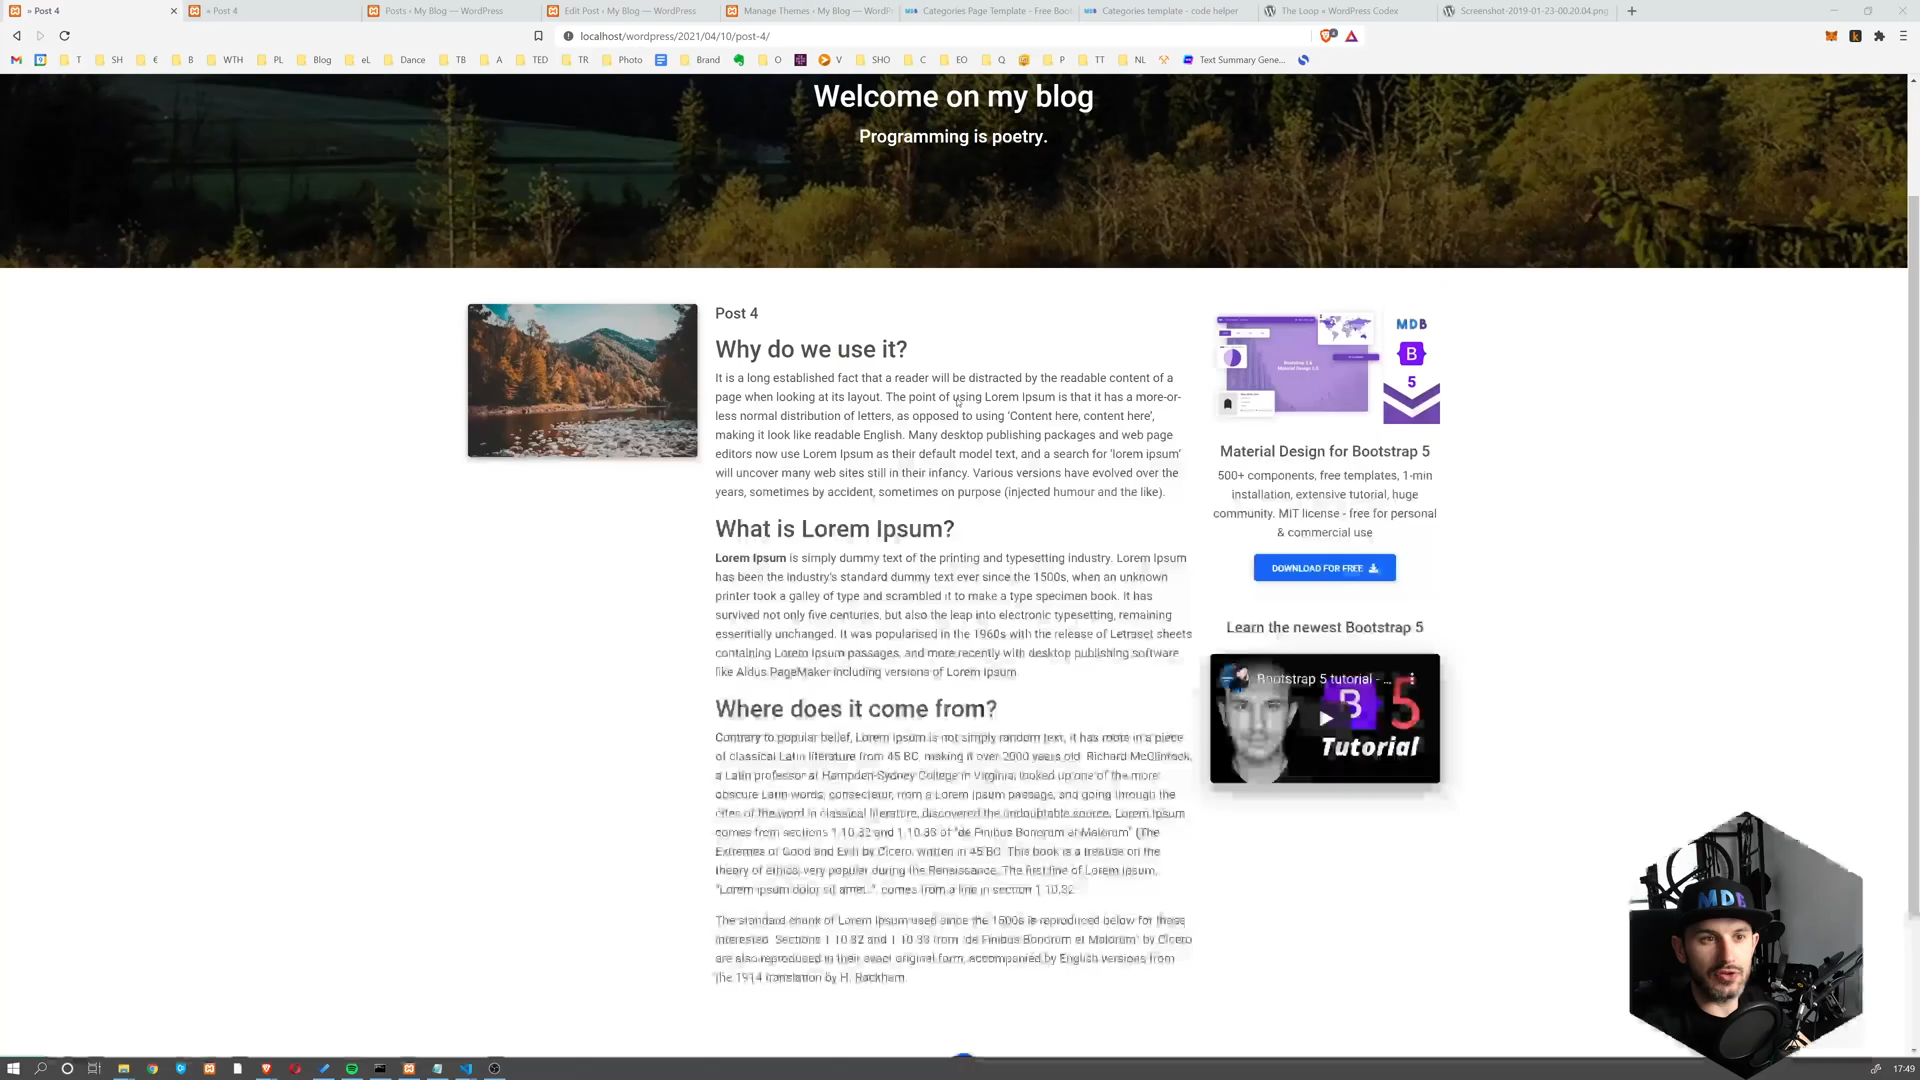 » Post 4
« Post 4
Posts ‹ My Blog — WordPress
Edit Post ‹ My Blog — WordPress
Manage Themes ‹ My Blog — WordPr
Categories Page Template - Free Boot
Categories template - code helper
The Loop « WordPress Codex
Screenshot-2019-01-23-00.20.04.png
localhost/wordpress/2021/04/10/post-4/
T SH € B WTH PL Blog eL Dance TB A TED TR Photo Brand O V SHO C EO Q P TT NL Text Summary Gene...
Welcome on my blog
Programming is poetry.
Post 4
Why do we use it?
It is a long established fact that a reader will be distracted by the readable content of a
page when looking at its layout. The point of using Lorem Ipsum is that it has a more-or-
less normal distribution of letters, as opposed to using ‘Content here, content here’,
making it look like readable English. Many desktop publishing packages and web page
editors now use Lorem Ipsum as their default model text, and a search for ‘lorem ipsum’
will uncover many web sites still in their infancy. Various versions have evolved over the
years, sometimes by accident, sometimes on purpose (injected humour and the like).
What is Lorem Ipsum?
Lorem Ipsum is simply dummy text of the printing and typesetting industry. Lorem Ipsum
has been the industry’s standard dummy text ever since the 1500s, when an unknown
printer took a galley of type and scrambled it to make a type specimen book. It has
survived not only five centuries, but also the leap into electronic typesetting, remaining
essentially unchanged. It was popularised in the 1960s with the release of Letraset sheets
containing Lorem Ipsum passages, and more recently with desktop publishing software
like Aldus PageMaker including versions of Lorem Ipsum.
Where does it come from?
Contrary to popular belief, Lorem Ipsum is not simply random text. It has roots in a piece
of classical Latin literature from 45 BC, making it over 2000 years old. Richard McClintock,
a Latin professor at Hampden-Sydney College in Virginia, looked up one of the more
obscure Latin words, consectetur, from a Lorem Ipsum passage, and going through the
cites of the word in classical literature, discovered the undoubtable source. Lorem Ipsum
comes from sections 1.10.32 and 1.10.33 of “de Finibus Bonorum et Malorum” (The
Extremes of Good and Evil) by Cicero, written in 45 BC. This book is a treatise on the
theory of ethics, very popular during the Renaissance. The first line of Lorem Ipsum,
“Lorem ipsum dolor sit amet..”, comes from a line in section 1.10.32.
The standard chunk of Lorem Ipsum used since the 1500s is reproduced below for those
interested. Sections 1.10.32 and 1.10.33 from “de Finibus Bonorum et Malorum” by Cicero
are also reproduced in their exact original form, accompanied by English versions from
the 1914 translation by H. Rackham.
MDB
B
5
Material Design for Bootstrap 5
500+ components, free templates, 1-min
installation, extensive tutorial, huge
community. MIT license - free for personal
& commercial use
DOWNLOAD FOR FREE
Learn the newest Bootstrap 5
Bootstrap 5 tutorial - ...
B 5
Tutorial
MDB
17:49